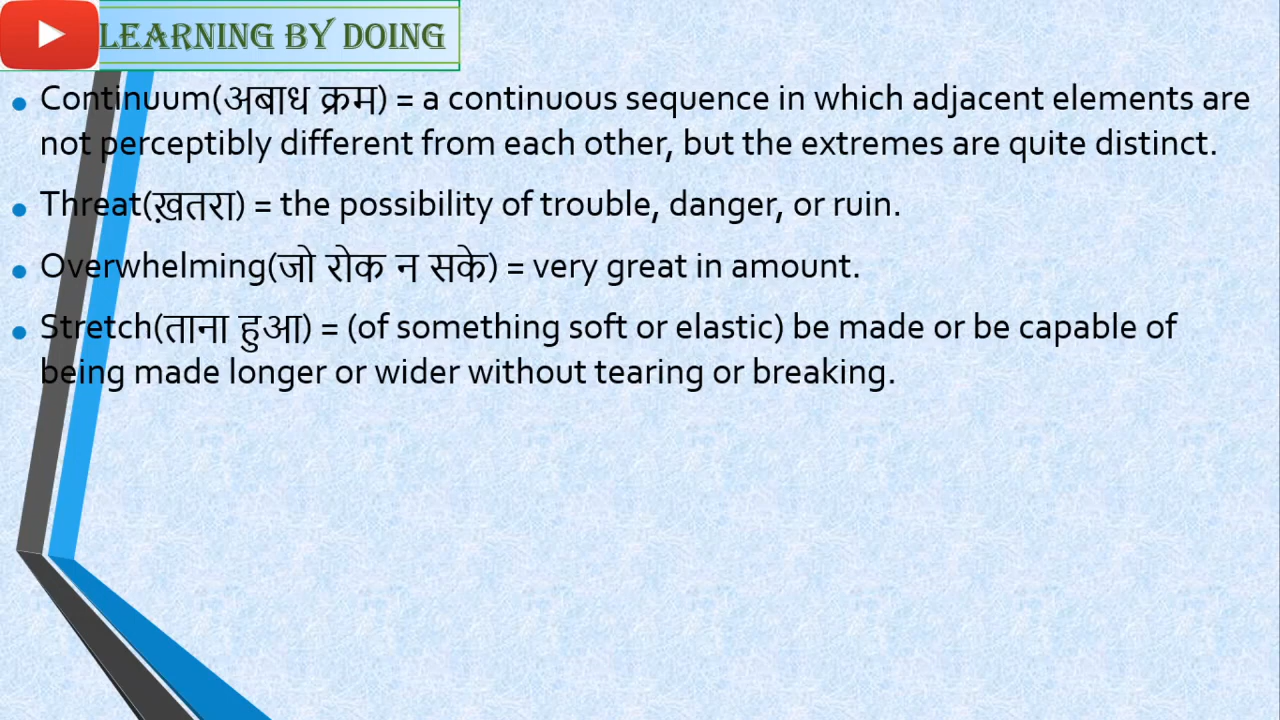 LEARNING BY DOING
Continuum(अबाध क्रम) = a continuous sequence in which adjacent elements are
not perceptibly different from each other, but the extremes are quite distinct.
Threat(ख़तरा) = the possibility of trouble, danger, or ruin.
Overwhelming(जो रोक न सके) = very great in amount.
Stretch(ताना हुआ) = (of something soft or elastic) be made or be capable of
being made longer or wider without tearing or breaking.